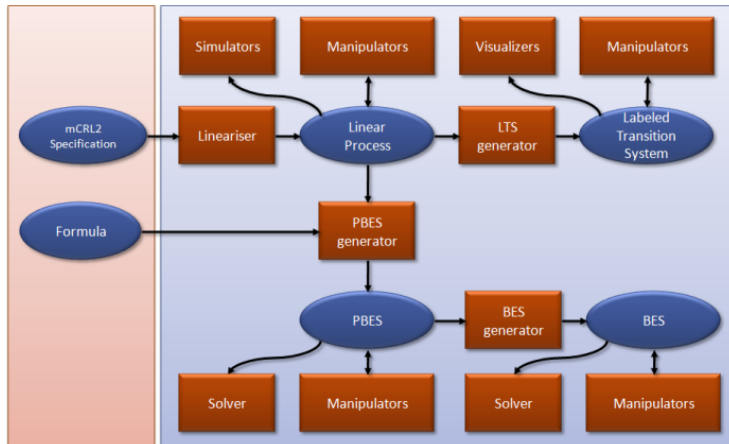 Simulators
Manipulators
Visualizers
Manipulators
mCRL2
Specification
Lineariser
Linear
Process
LTS
generator
Labeled
Transition
System
Formula
PBES
generator
PBES
BES
generator
BES
Solver
Manipulators
Solver
Manipulators